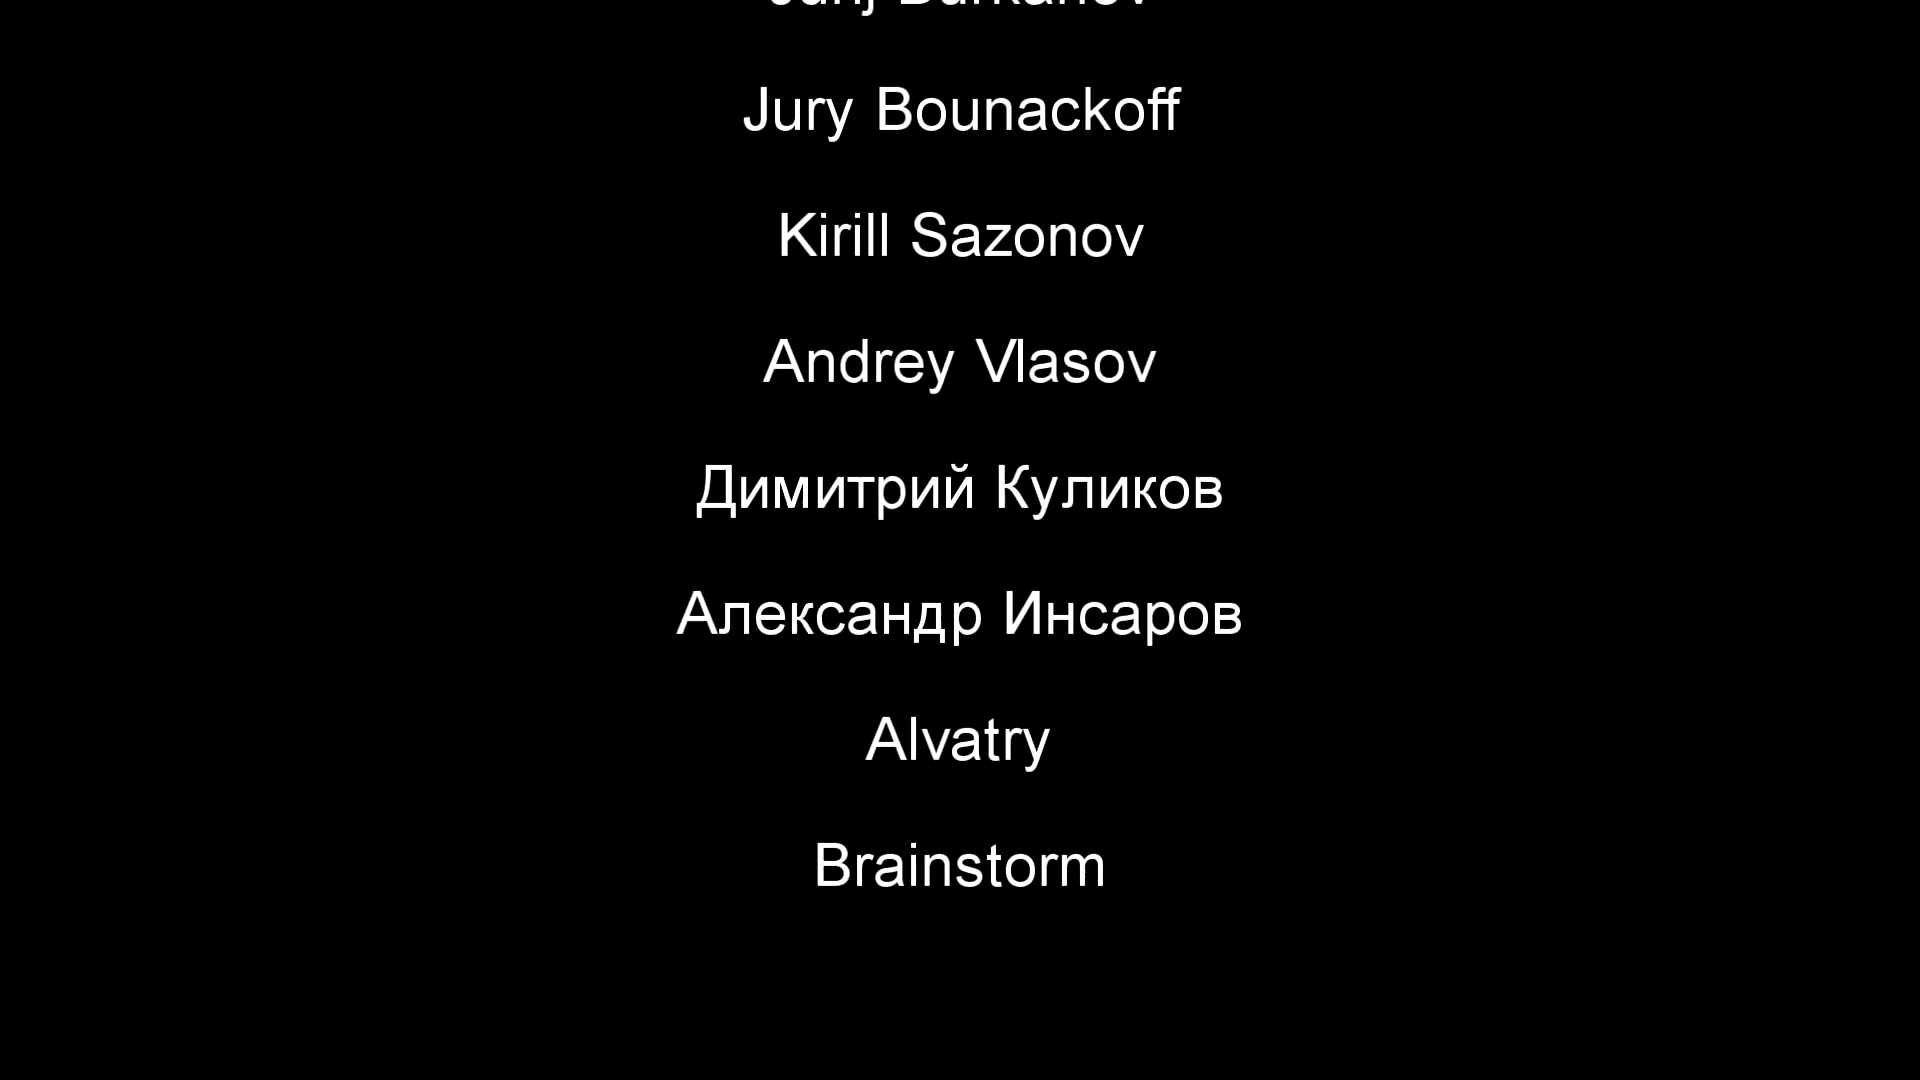 Jury Bounackoff
Kirill Sazonov
Andrey Vlasov
Димитрий Куликов
Александр Инсаров
Alvatry
Brainstorm